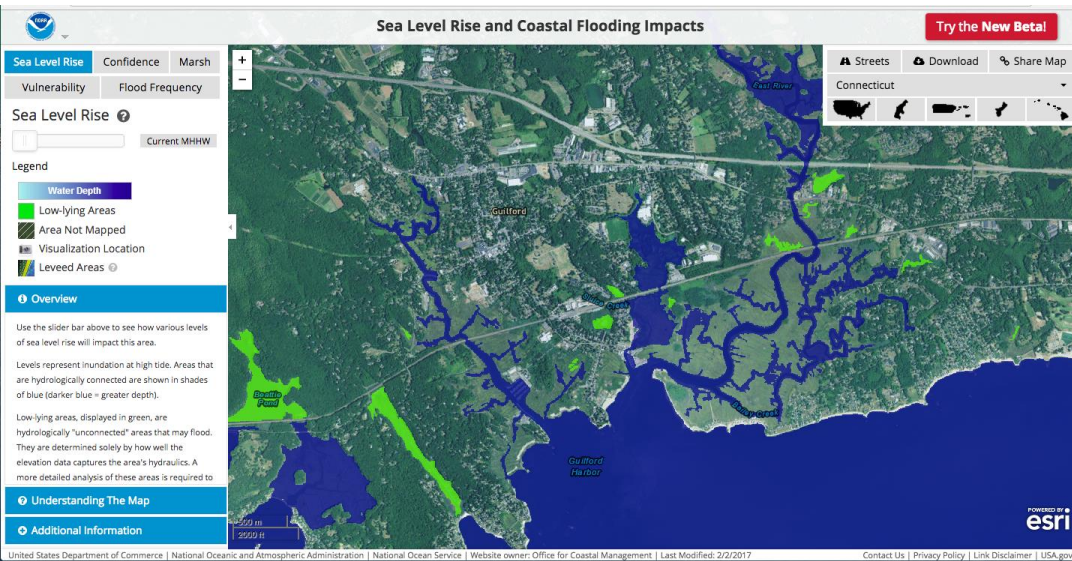 NOAA
Sea Level Rise and Coastal Flooding Impacts
Try the New Beta!
Sea Level Rise
Confidence
Marsh
Vulnerability
Flood Frequency
Sea Level Rise ?
Current MHHW
Legend
Water Depth
Low-lying Areas
Area Not Mapped
Visualization Location
Leveed Areas ?
Overview
Use the slider bar above to see how various levels
of sea level rise will impact this area.
Levels represent inundation at high tide. Areas that
are hydrologically connected are shown in shades
of blue (darker blue = greater depth).
Low-lying areas, displayed in green, are
hydrologically "unconnected" areas that may flood.
They are determined solely by how well the
elevation data captures the area's hydraulics. A
more detailed analysis of these areas is required to
Understanding The Map
Additional Information
+
−
Streets
Download
Share Map
Connecticut
East River
Guilford
Creek
Beattie
Pond
Creek
Guilford
Harbor
500 m
2000 ft
POWERED BY
esri
United States Department of Commerce | National Oceanic and Atmospheric Administration | National Ocean Service | Website owner: Office for Coastal Management | Last Modified: 2/2/2017
Contact Us | Privacy Policy | Link Disclaimer | USA.gov